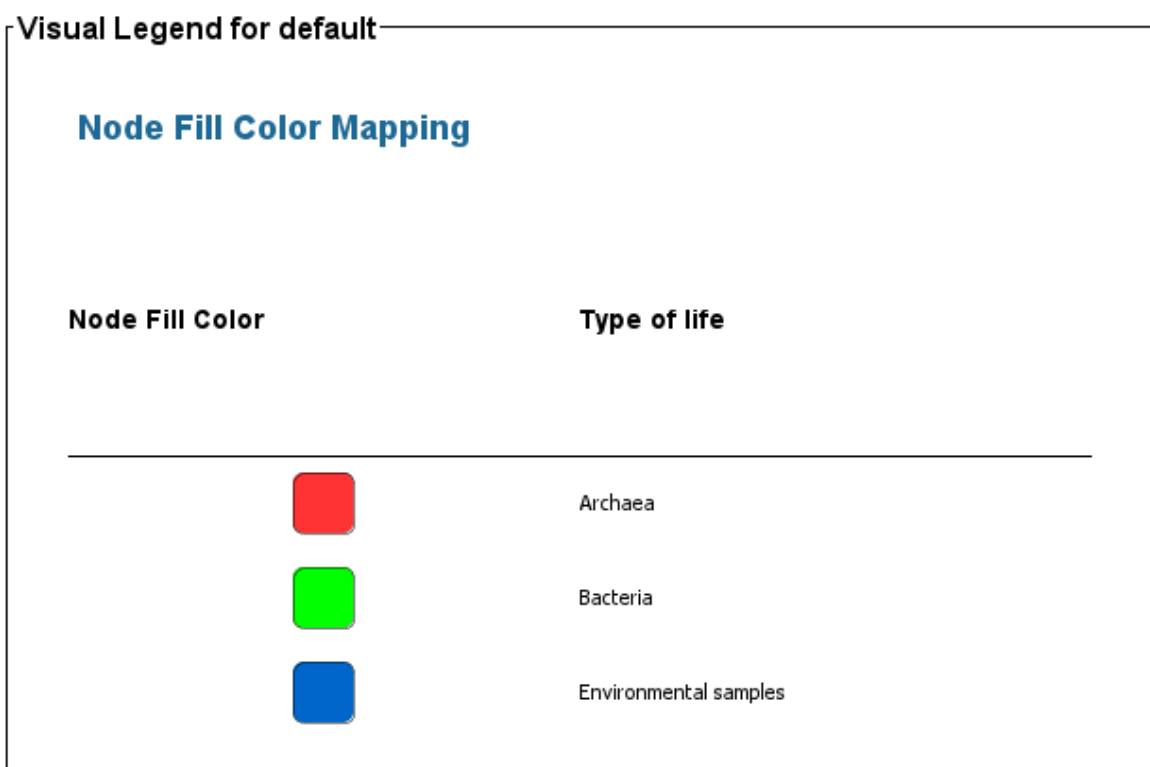 Visual Legend for default
Node Fill Color Mapping
Node Fill Color Type of life
Archaea
Bacteria
Environmental samples